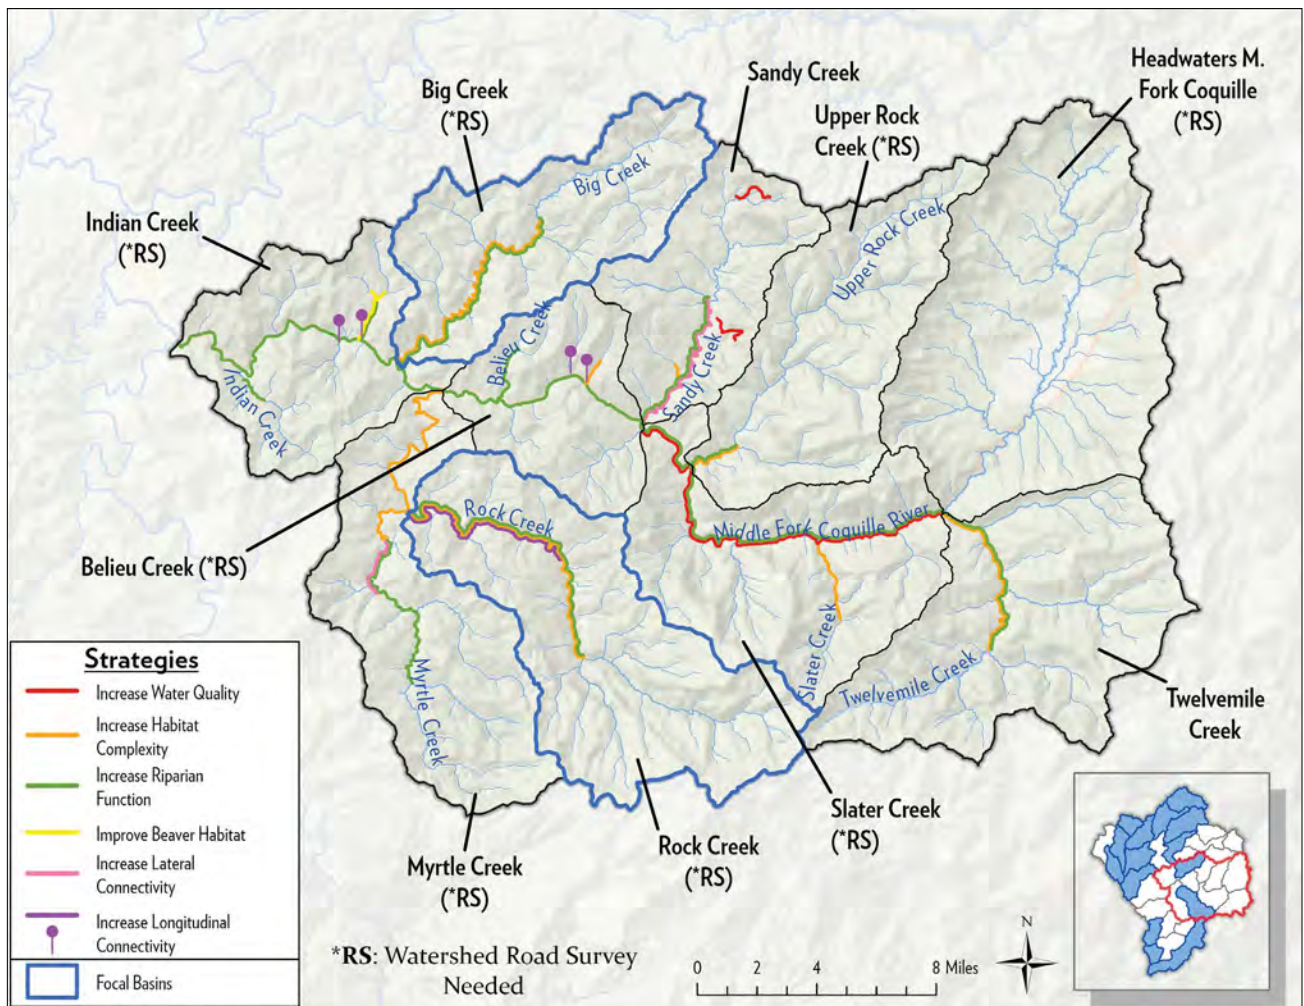 Headwaters M.
Fork Coquille
(*RS)
Sandy Creek
Big Creek
(*RS)
Upper Rock
Creek (*RS)
Indian Creek
(*RS)
Big Creek
Upper Rock Creek
Belieu Creek
Sandy Creek
Indian Creek
Rock Creek
Middle Fork Coquille River
Belieu Creek (*RS)
Slater Creek
Twelvemile Creek
Myrtle Creek
Twelvemile
Creek
Slater Creek
(*RS)
Rock Creek
(*RS)
Myrtle Creek
(*RS)
Strategies
Increase Water Quality
Increase Habitat
Complexity
Increase Riparian
Function
Improve Beaver Habitat
Increase Lateral
Connectivity
Increase Longitudinal
Connectivity
Focal Basins
*RS: Watershed Road Survey
Needed
0 2 4 8 Miles
N